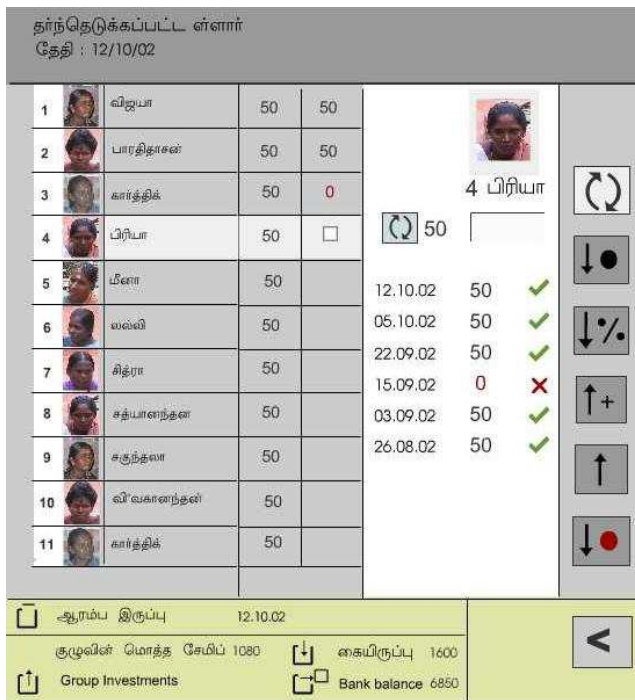 தர்ந்தெடுக்கப்பட்ட ள்ளார்
தேதி : 12/10/02
1 விஜயா 50 50
2 பாரதிதாசன் 50 50
3 கார்த்திக் 50 0
4 பிரியா 50
5 மீனா 50
6 லல்லி 50
7 சித்ரா 50
8 சத்யானந்தன 50
9 சகுந்தலா 50
10 வி்வகானந்தன் 50
11 கார்த்திக் 50
4 பிரியா
50
12.10.02 50
05.10.02 50
22.09.02 50
15.09.02 0
03.09.02 50
26.08.02 50
%
+
ஆரம்ப இருப்பு 12.10.02
குழுவின் மொத்த சேமிப் 1080 கையிருப்பு 1600
Group Investments Bank balance 6850
<